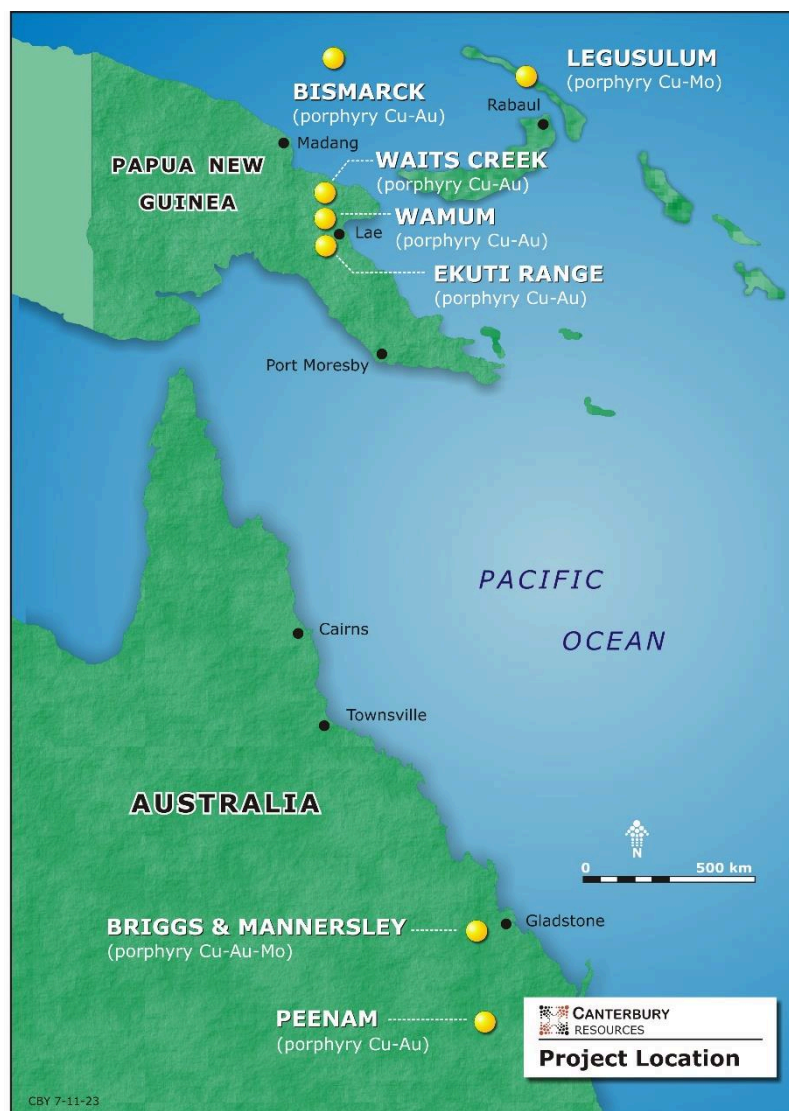 LEGUSULUM
(porphyry Cu-Mo)
BISMARCK
(porphyry Cu-Au)
Rabaul
Madang
PAPUA NEW
GUINEA
WAITS CREEK
(porphyry Cu-Au)
WAMUM
(porphyry Cu-Au)
Lae
EKUTI RANGE
(porphyry Cu-Au)
Port Moresby
PACIFIC
OCEAN
Cairns
Townsville
AUSTRALIA
N
0 500 km
BRIGGS & MANNERSLEY
(porphyry Cu-Au-Mo)
Gladstone
PEENAM
(porphyry Cu-Au)
CANTERBURY
RESOURCES
Project Location
CBY 7-11-23